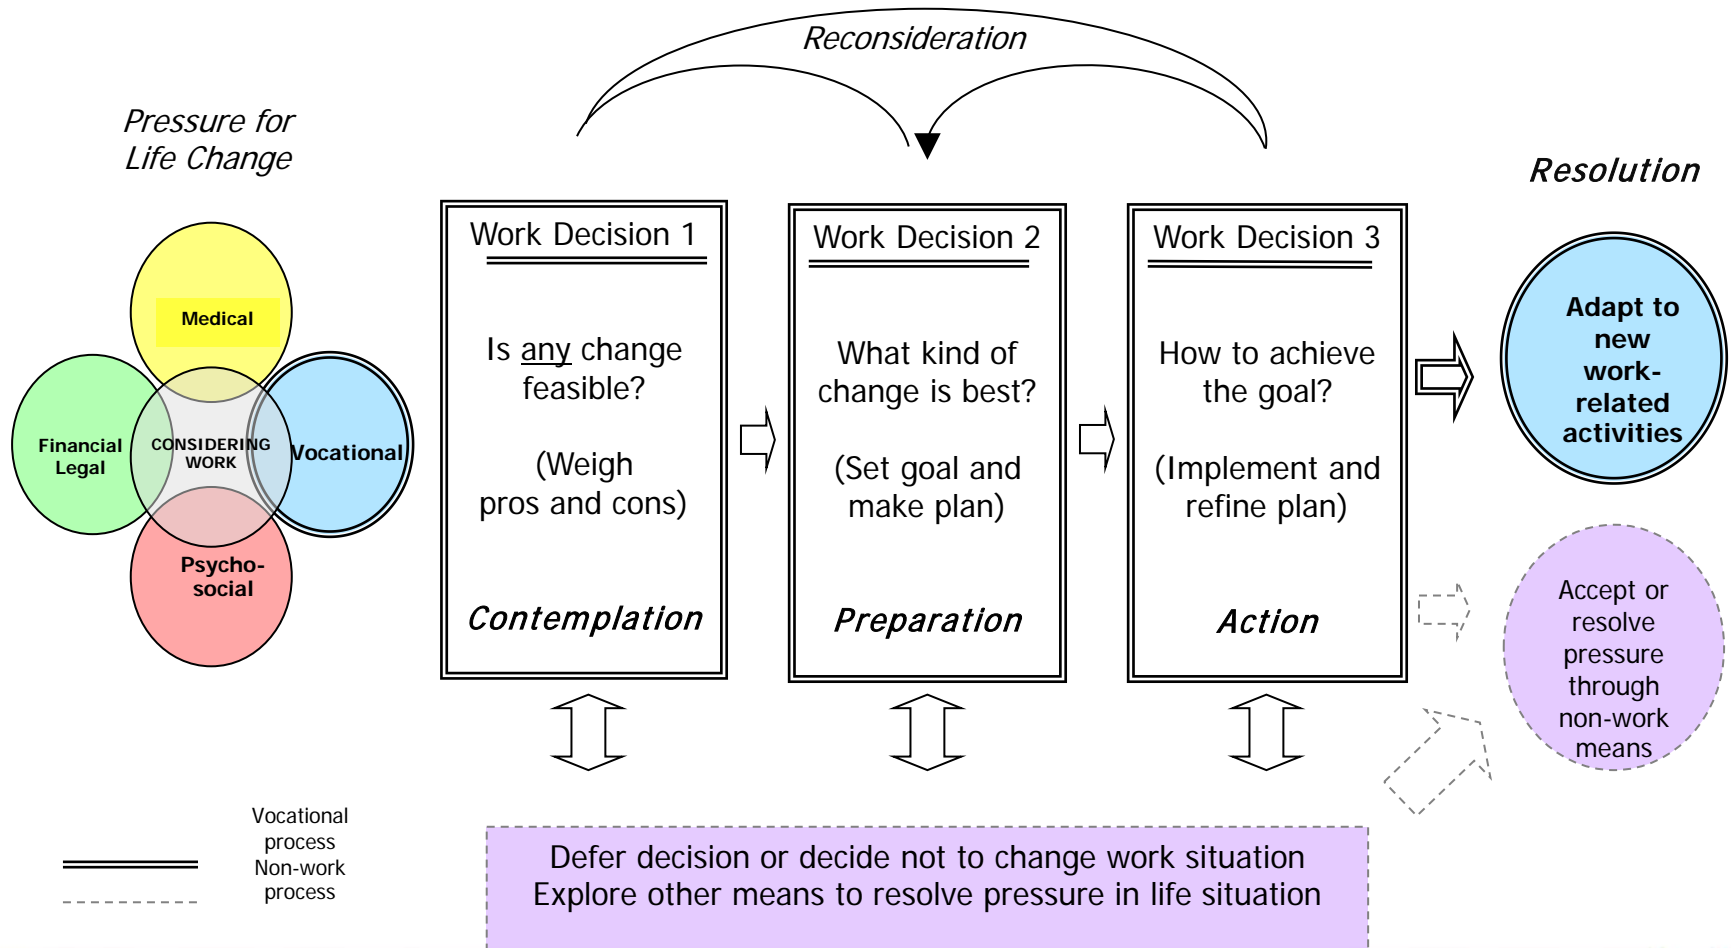 Reconsideration
Pressure for
Life Change
Medical
Financial
Legal
CONSIDERING
WORK
Vocational
Psycho-
social
Work Decision 1
Is any change
feasible?
(Weigh
pros and cons)
Contemplation
Work Decision 2
What kind of
change is best?
(Set goal and
make plan)
Preparation
Work Decision 3
How to achieve
the goal?
(Implement and
refine plan)
Action
Resolution
Adapt to
new
work-
related
activities
Accept or
resolve
pressure
through
non-work
means
Vocational
process
Non-work
process
Defer decision or decide not to change work situation
Explore other means to resolve pressure in life situation